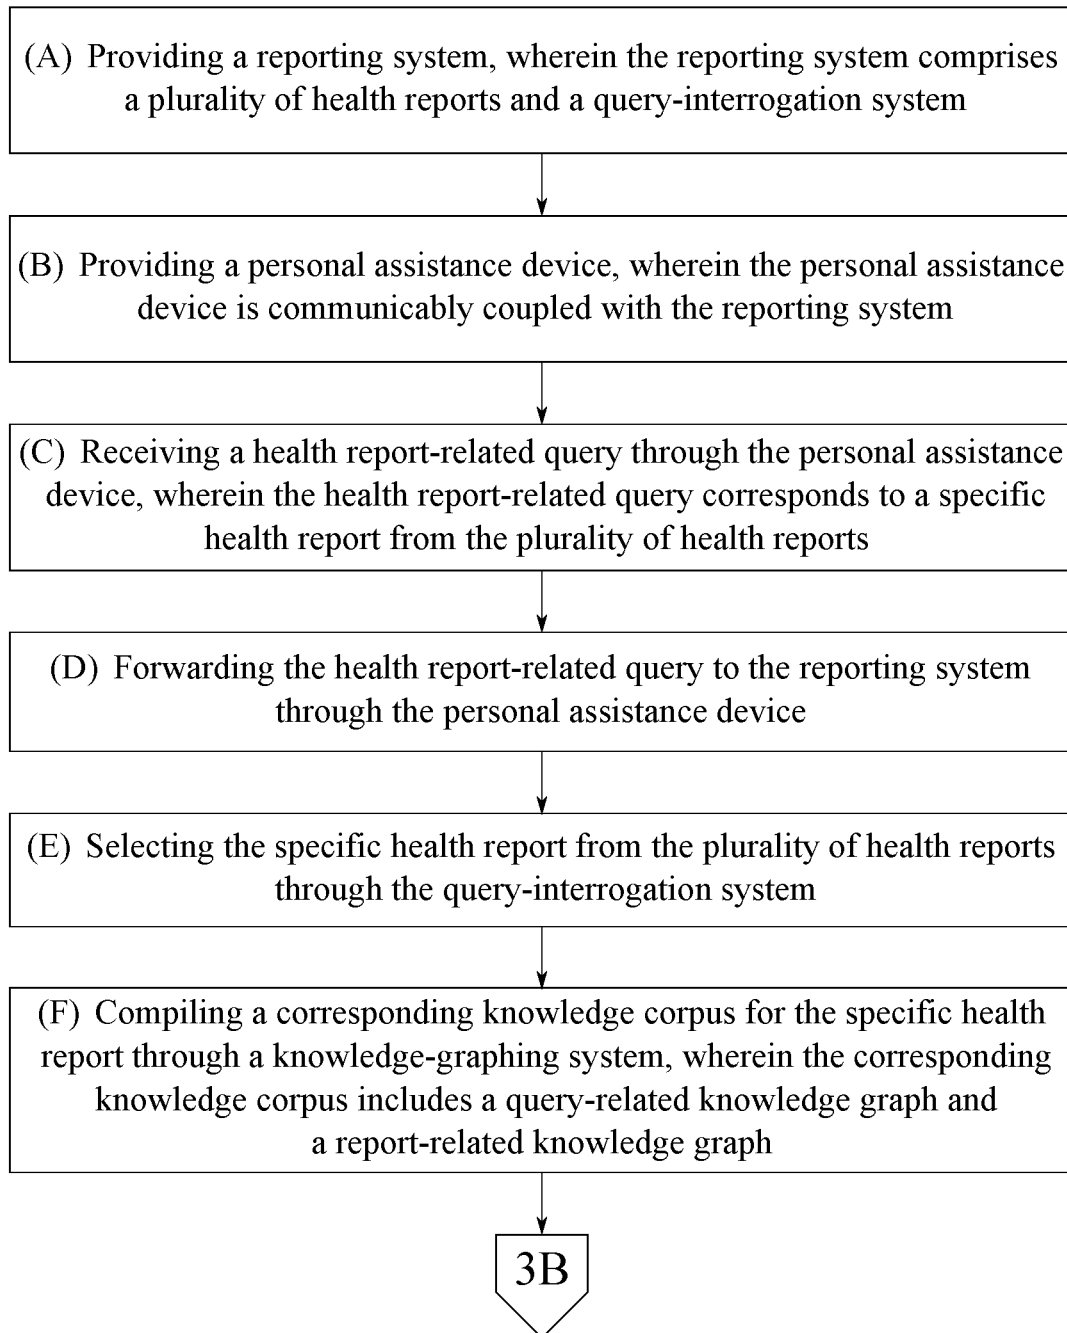 (A) Providing a reporting system, wherein the reporting system comprises
a plurality of health reports and a query-interrogation system
(B) Providing a personal assistance device, wherein the personal assistance
device is communicably coupled with the reporting system
(C) Receiving a health report-related query through the personal assistance
device, wherein the health report-related query corresponds to a specific
health report from the plurality of health reports
(D) Forwarding the health report-related query to the reporting system
through the personal assistance device
(E) Selecting the specific health report from the plurality of health reports
through the query-interrogation system
(F) Compiling a corresponding knowledge corpus for the specific health
report through a knowledge-graphing system, wherein the corresponding
knowledge corpus includes a query-related knowledge graph and
a report-related knowledge graph
3B